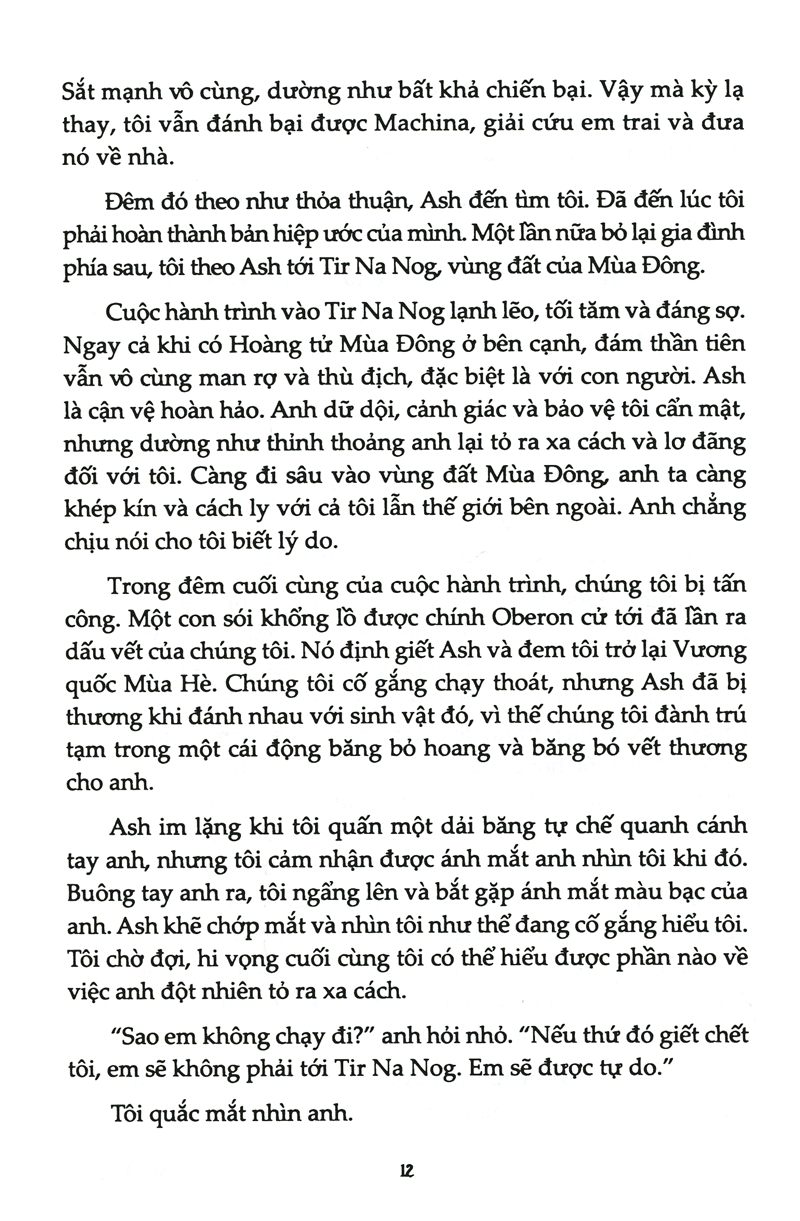 Sắt mạnh vô cùng, dường như bất khả chiến bại. Vậy mà kỳ lạ
thay, tôi vẫn đánh bại được Machina, giải cứu em trai và đưa
nó về nhà.
Đêm đó theo như thỏa thuận, Ash đến tìm tôi. Đã đến lúc tôi
phải hoàn thành bản hiệp ước của mình. Một lần nữa bỏ lại gia đình
phía sau, tôi theo Ash tới Tir Na Nog, vùng đất của Mùa Đông.
Cuộc hành trình vào Tir Na Nog lạnh lẽo, tối tăm và đáng sợ.
Ngay cả khi có Hoàng tử Mùa Đông ở bên cạnh, đám thần tiên
vẫn vô cùng man rợ và thù địch, đặc biệt là với con người. Ash
là cận vệ hoàn hảo. Anh dữ dội, cảnh giác và bảo vệ tôi cẩn mật,
nhưng dường như thỉnh thoảng anh lại tỏ ra xa cách và lơ đãng
đối với tôi. Càng đi sâu vào vùng đất Mùa Đông, anh ta càng
khép kín và cách ly với cả tôi lẫn thế giới bên ngoài. Anh chẳng
chịu nói cho tôi biết lý do.
Trong đêm cuối cùng của cuộc hành trình, chúng tôi bị tấn
công. Một con sói khổng lồ được chính Oberon cử tới đã lần ra
dấu vết của chúng tôi. Nó định giết Ash và đem tôi trở lại Vương
quốc Mùa Hè. Chúng tôi cố gắng chạy thoát, nhưng Ash đã bị
thương khi đánh nhau với sinh vật đó, vì thế chúng tôi đành trú
tạm trong một cái động băng bỏ hoang và băng bó vết thương
cho anh.
Ash im lặng khi tôi quấn một dải băng tự chế quanh cánh
tay anh, nhưng tôi cảm nhận được ánh mắt anh nhìn tôi khi đó.
Buông tay anh ra, tôi ngẩng lên và bắt gặp ánh mắt màu bạc của
anh. Ash khẽ chớp mắt và nhìn tôi như thể đang cố gắng hiểu tôi.
Tôi chờ đợi, hi vọng cuối cùng tôi có thể hiểu được phần nào về
việc anh đột nhiên tỏ ra xa cách.
“Sao em không chạy đi?” anh hỏi nhỏ. “Nếu thứ đó giết chết
tôi, em sẽ không phải tới Tir Na Nog. Em sẽ được tự do.”
Tôi quắc mắt nhìn anh.
12